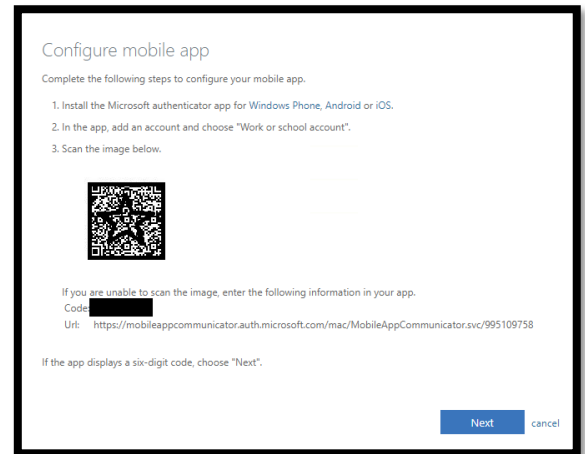 Configure mobile app
Complete the following steps to configure your mobile app.
1. Install the Microsoft authenticator app for Windows Phone, Android or iOS.
2. In the app, add an account and choose "Work or school account".
3. Scan the image below.
If you are unable to scan the image, enter the following information in your app.
Code:
Url: https://mobileappcommunicator.auth.microsoft.com/mac/MobileAppCommunicator.svc/995109758
If the app displays a six-digit code, choose "Next".
Next cancel